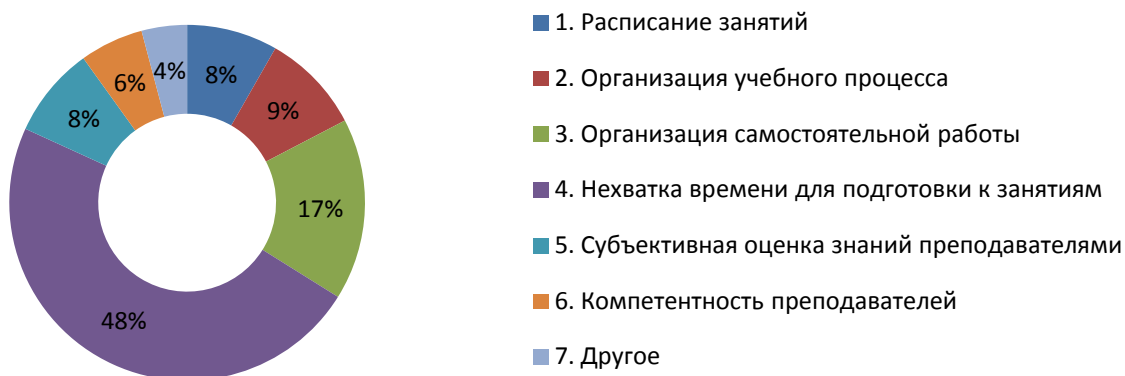 8%
9%
17%
48%
8%
6%
4%
1. Расписание занятий
2. Организация учебного процесса
3. Организация самостоятельной работы
4. Нехватка времени для подготовки к занятиям
5. Субъективная оценка знаний преподавателями
6. Компетентность преподавателей
7. Другое